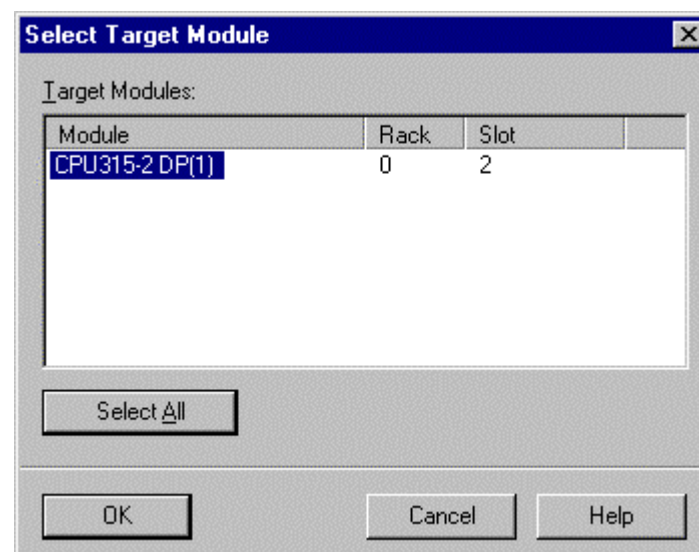 Select Target Module
Target Modules:
Module Rack Slot
CPU315-2 DP(1) 0 2
Select All
OK Cancel Help